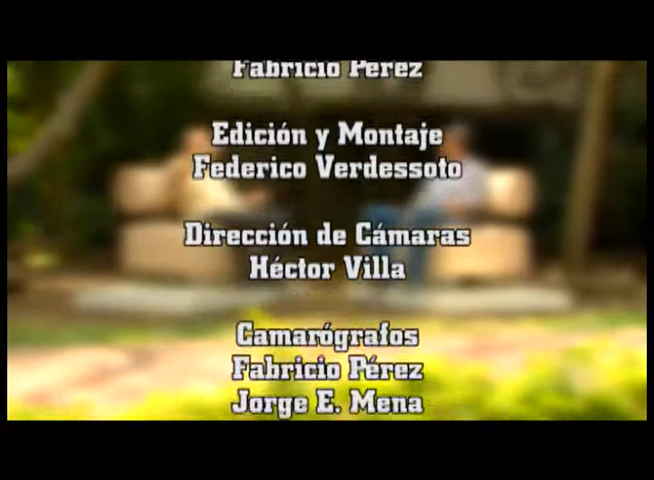 Fabricio Pérez
Edición y Montaje
Federico Verdessoto
Dirección de Cámaras
Héctor Villa
Camarógrafos
Fabricio Pérez
Jorge E. Mena